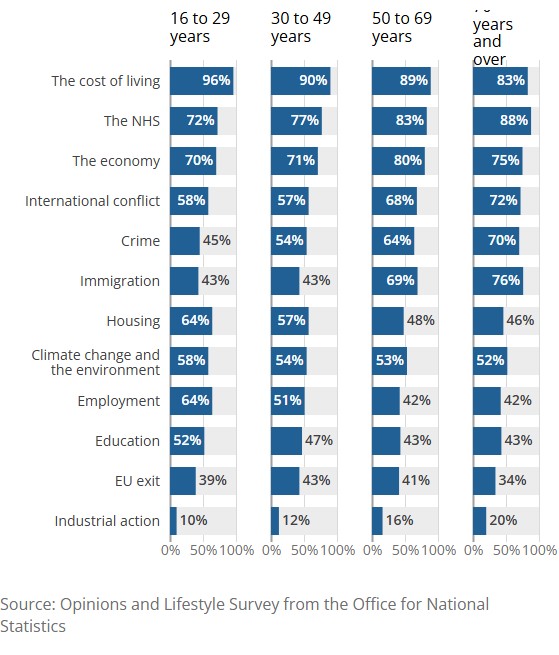 16 to 29 years
30 to 49 years
50 to 69 years
years and over
The cost of living 96% 90% 89% 83%
The NHS 72% 77% 83% 88%
The economy 70% 71% 80% 75%
International conflict 58% 57% 68% 72%
Crime 45% 54% 64% 70%
Immigration 43% 43% 69% 76%
Housing 64% 57% 48% 46%
Climate change and
the environment 58% 54% 53% 52%
Employment 64% 51% 42% 42%
Education 52% 47% 43% 43%
EU exit 39% 43% 41% 34%
Industrial action 10% 12% 16% 20%
0% 50% 100% 0% 50% 100% 0% 50% 100% 0% 50% 100%
Source: Opinions and Lifestyle Survey from the Office for National
Statistics